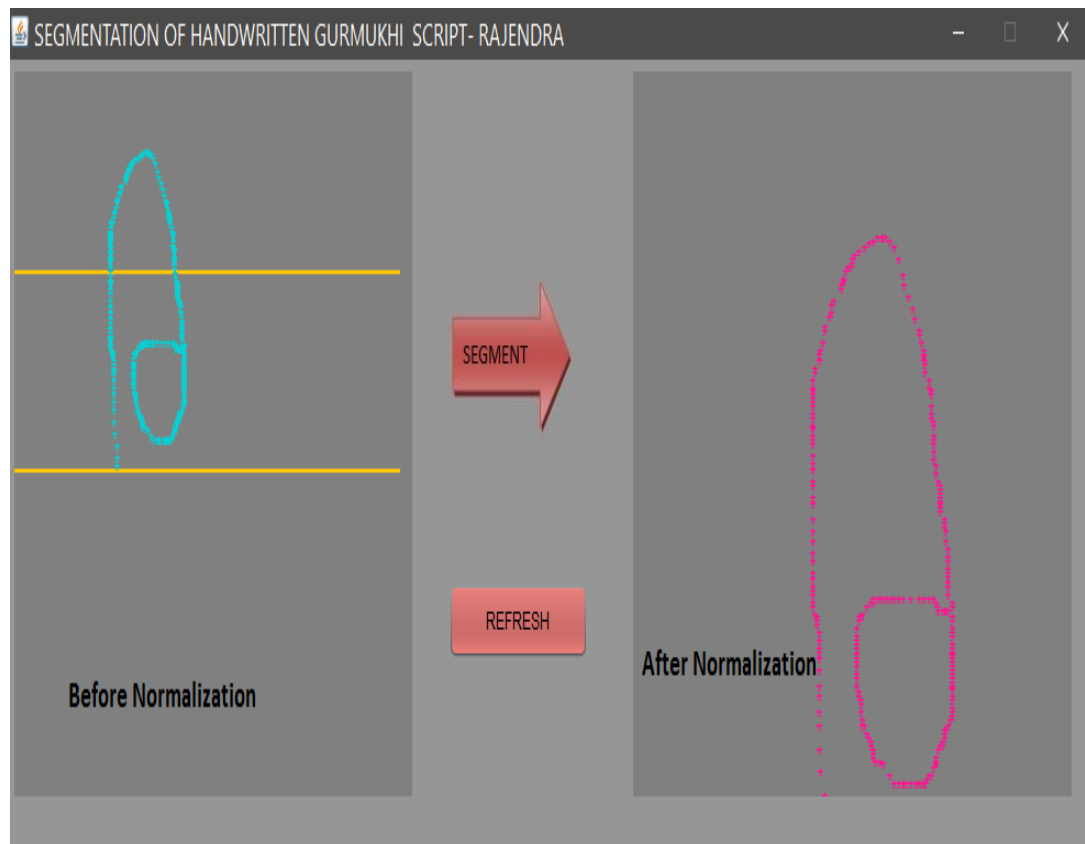 SEGMENTATION OF HANDWRITTEN GURMUKHI SCRIPT- RAJENDRA
SEGMENT
REFRESH
After Normalization
Before Normalization